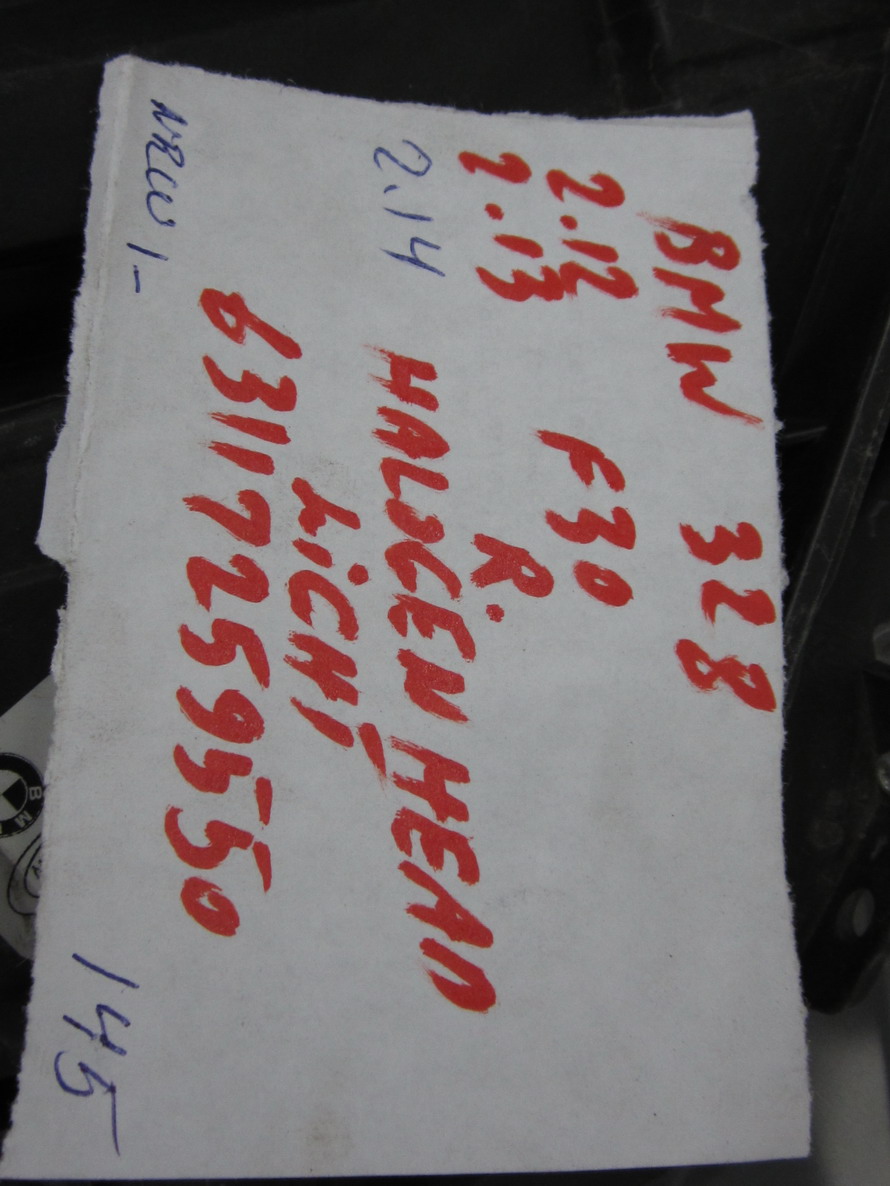 BMW 328
2.12 F30
2.13 R.
2.14 HALOGEN HEAD
LiGHT
63117259550
145